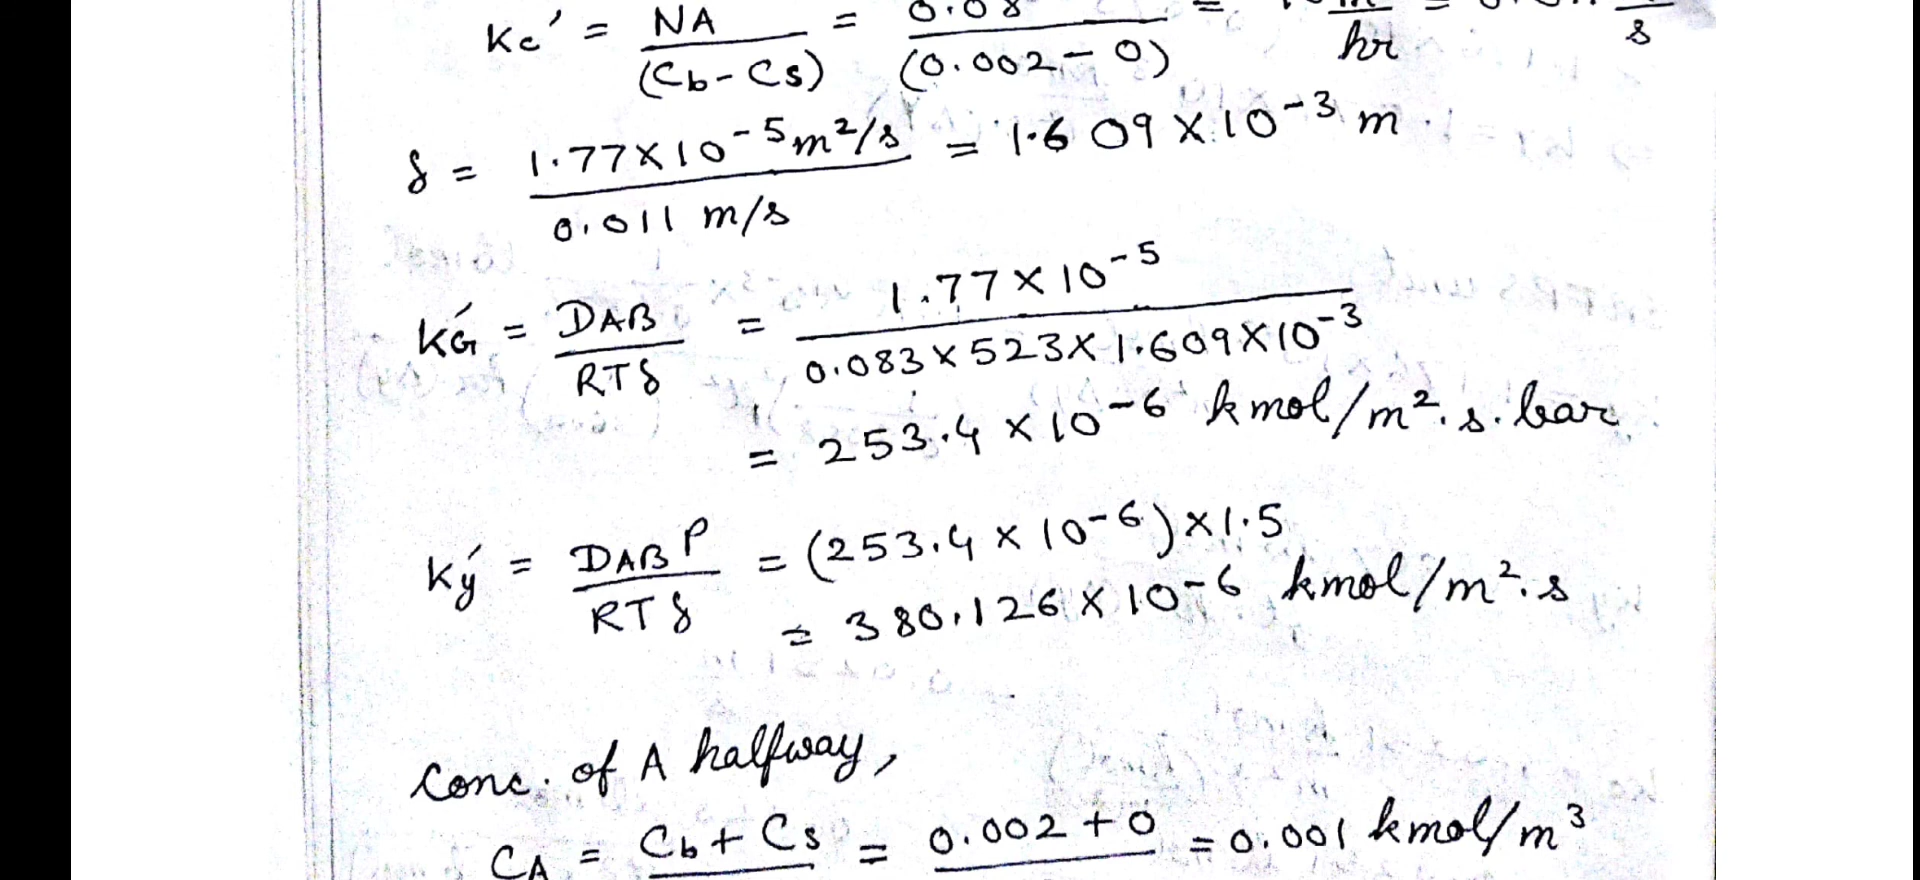 Kc' = NA/(Cb-Cs) = 0.08/(0.002-0) = m/hr = /s
δ = 1.77×10^-5 m²/s / 0.011 m/s = 1.609×10^-3 m
KG' = DAB/RTδ = 1.77×10^-5 / 0.083×523×1.609×10^-3
= 253.4×10^-6 kmol/m².s.bar
Ky' = DAB P/RTδ = (253.4×10^-6)×1.5
= 380.126×10^-6 kmol/m².s
Conc. of A halfway,
CA = Cb+Cs = 0.002+0 = 0.001 kmol/m³